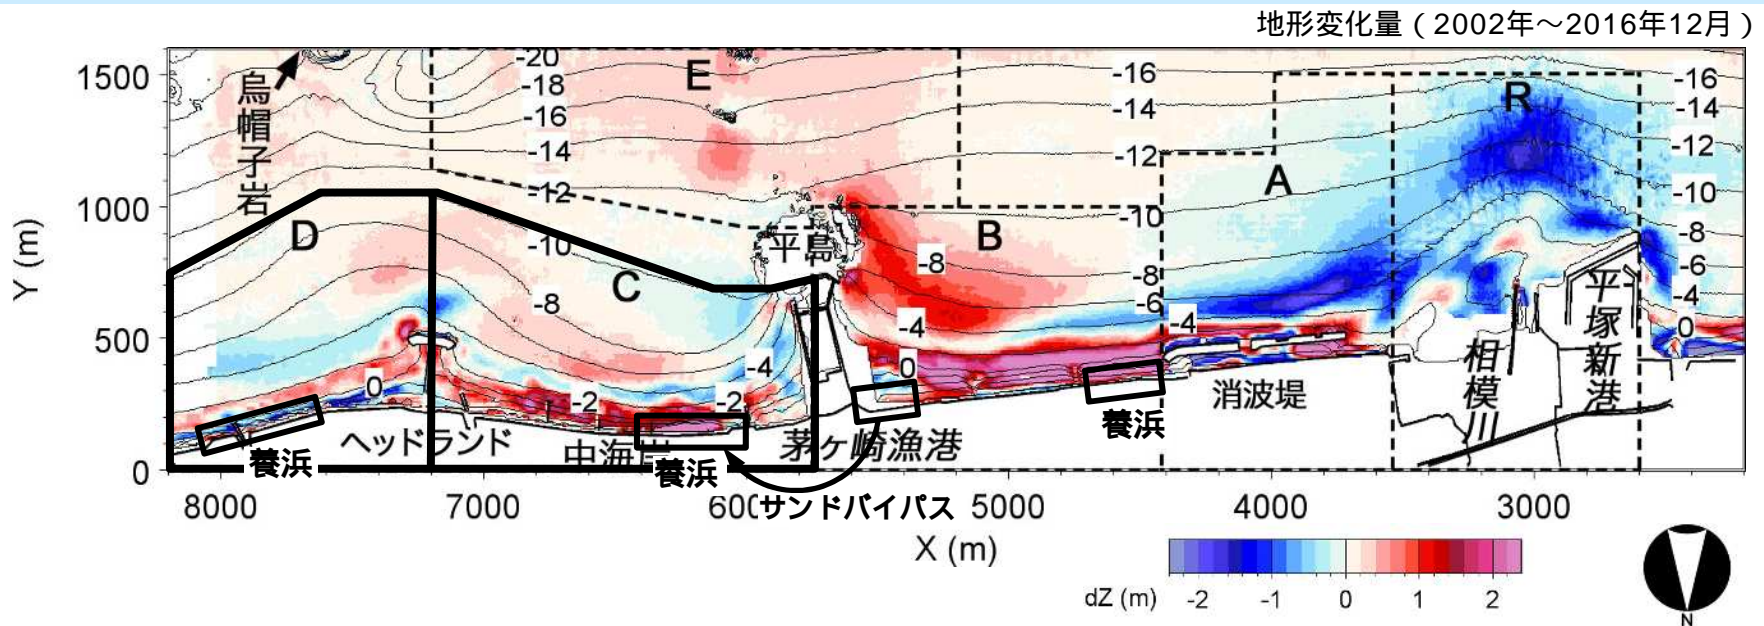 地形変化量（2002年～2016年12月）
1500
1000
500
0
Y (m)
烏帽子岩
-20
-18
-16
-14
-12
-10
-8
E
D
C
平島
B
-8
-4
0
A
R
-16
-14
-12
-10
-8
-6
-4
-16
-14
-12
-10
-8
-6
-4
0
0
-2
-4
-2
ヘッドランド
中海岸
茅ヶ崎漁港
消波堤
相模川
平塚新港
養浜
養浜
養浜
サンドバイパス
8000
7000
600
5000
4000
3000
X (m)
dZ (m)
-2
-1
0
1
2
N